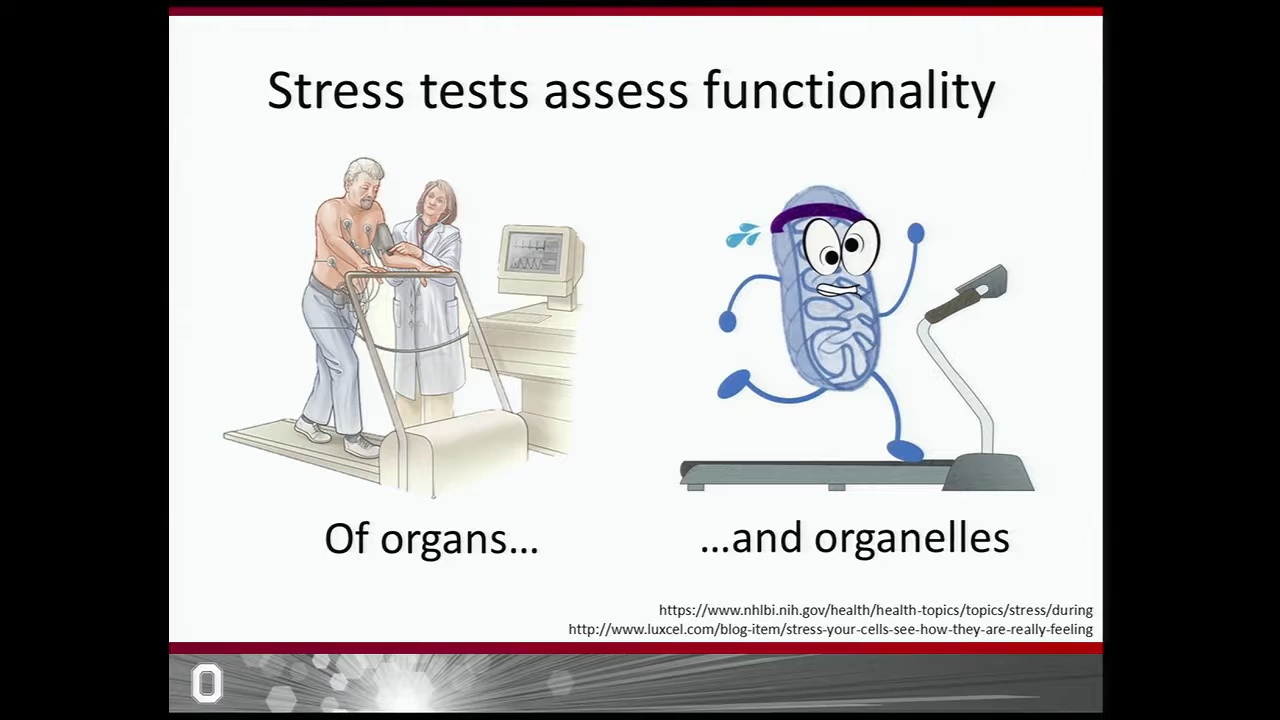 Stress tests assess functionality
Of organs...
...and organelles
https://www.nhlbi.nih.gov/health/health-topics/topics/stress/during
http://www.luxcel.com/blog-item/stress-your-cells-see-how-they-are-really-feeling
O